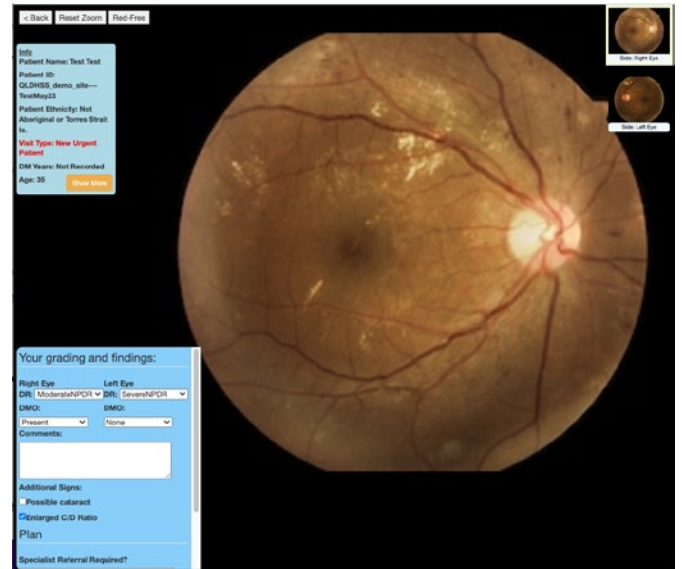 < Back
Reset Zoom
Red-Free
Info
Patient Name: Test Test
Patient ID:
QLDHSS_demo_site---
TestMay23
Patient Ethnicity: Not
Aboriginal or Torres Strait
Is.
Visit Type: New Urgent
Patient
DM Years: Not Recorded
Age: 35
Show More
Side: Right Eye
Side: Left Eye
Your grading and findings:
Right Eye
Left Eye
DR: ModerateNPDR
DR: SevereNPDR
DMO:
DMO:
Present
None
Comments:
Additional Signs:
Possible cataract
Enlarged C/D Ratio
Plan
Specialist Referral Required?